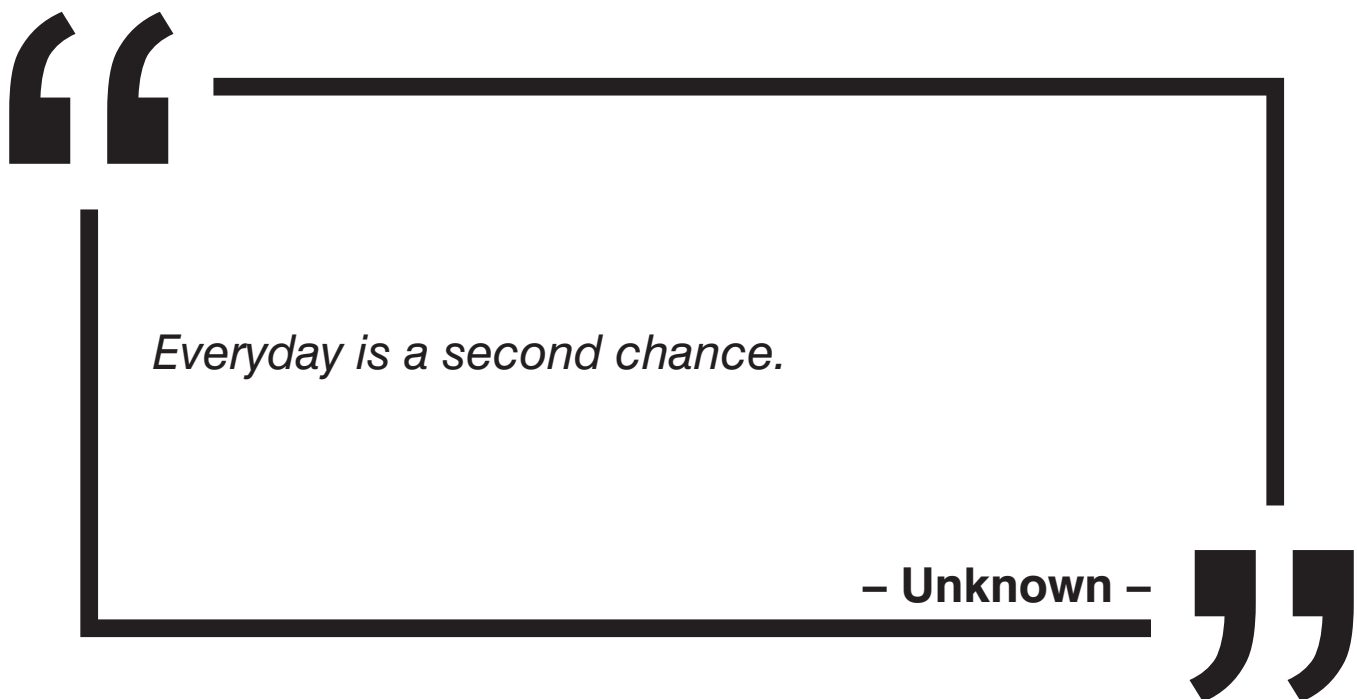 “
Everyday is a second chance.
– Unknown –
”